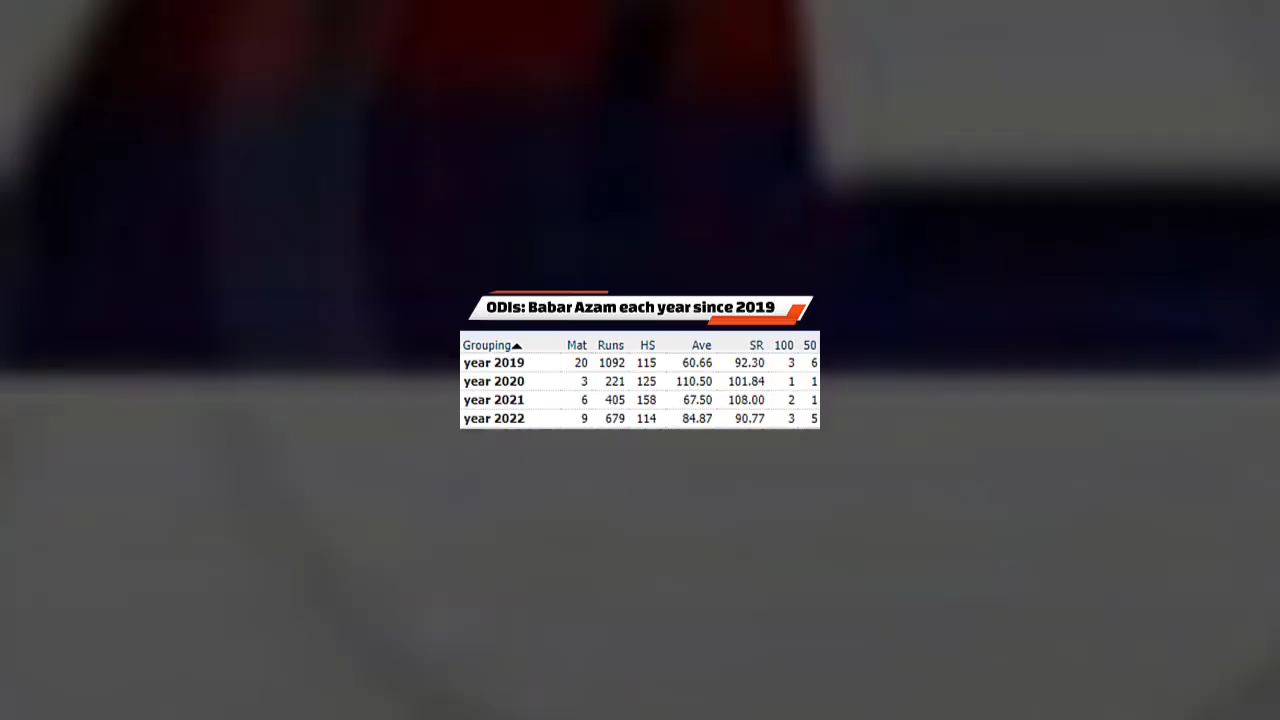 ODIs: Babar Azam each year since 2019
Grouping Mat Runs HS Ave SR 100 50
year 2019 20 1092 115 60.66 92.30 3 6
year 2020 3 221 125 110.50 101.84 1 1
year 2021 6 405 158 67.50 108.00 2 1
year 2022 9 679 114 84.87 90.77 3 5